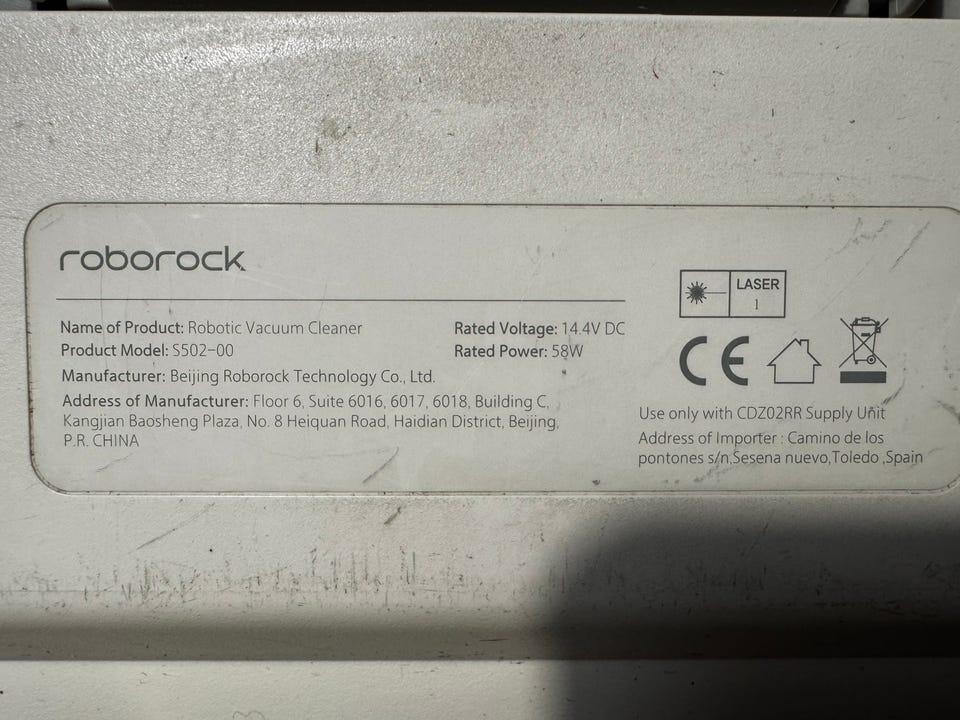 roborock
Name of Product: Robotic Vacuum Cleaner
Product Model: S502-00
Manufacturer: Beijing Roborock Technology Co., Ltd.
Address of Manufacturer: Floor 6, Suite 6016, 6017, 6018, Building C,
Kangjian Baosheng Plaza, No. 8 Heiquan Road, Haidian District, Beijing,
P.R. CHINA
Rated Voltage: 14.4V DC
Rated Power: 58W
LASER
1
CE
Use only with CDZ02RR Supply Unit
Address of Importer : Camino de los
pontones s/n,Sesena nuevo,Toledo ,Spain